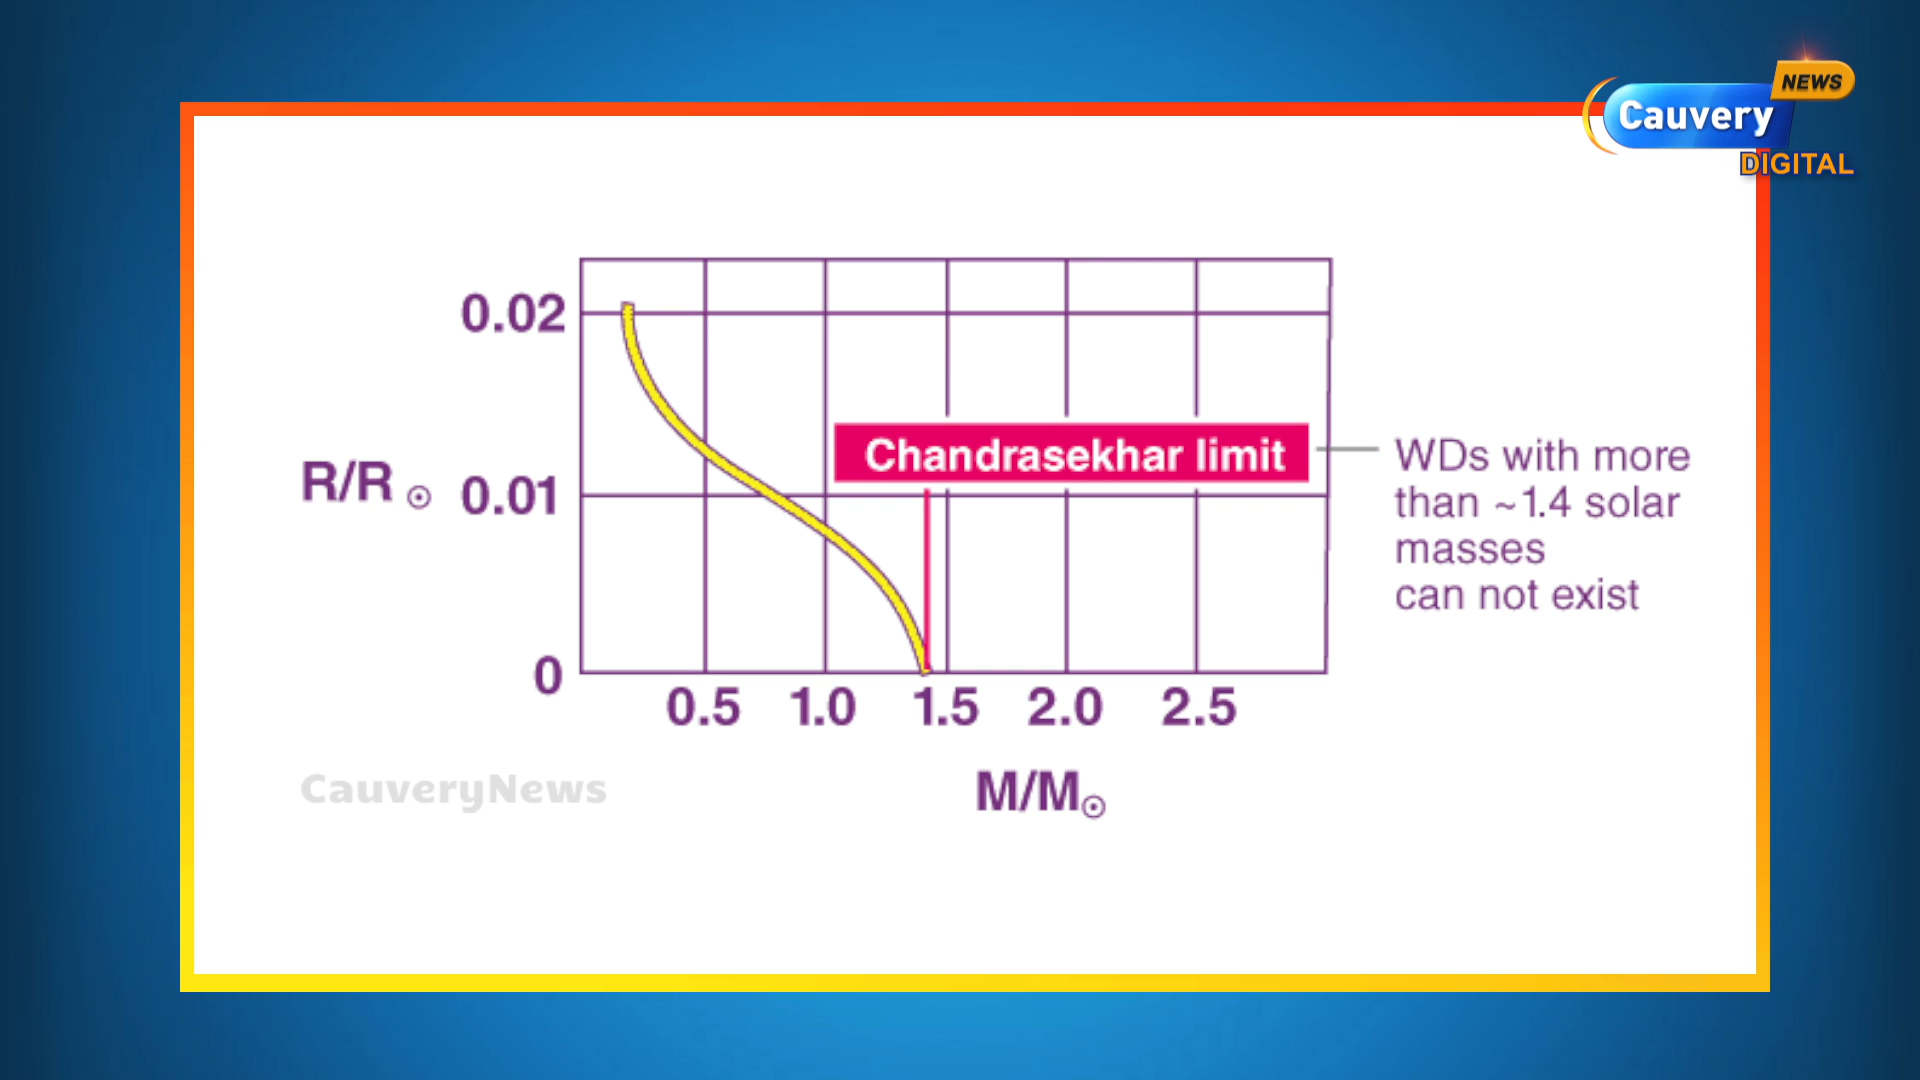 NEWS
Cauvery
DIGITAL
0.02
Chandrasekhar limit
R/R☉ 0.01
WDs with more
than ~1.4 solar
masses
can not exist
0
0.5 1.0 1.5 2.0 2.5
M/M☉
CauveryNews